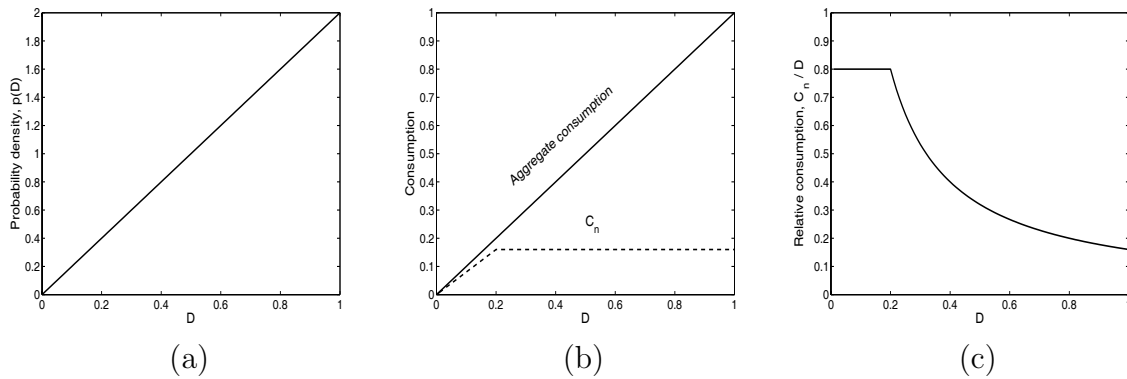 2
1.8
1.6
1.4
1.2
1
0.8
0.6
0.4
0.2
0
Probability density, p(D)
0 0.2 0.4 0.6 0.8 1
D
(a)
1
0.9
0.8
0.7
0.6
0.5
0.4
0.3
0.2
0.1
0
Consumption
Aggregate consumption
C_n
0 0.2 0.4 0.6 0.8 1
D
(b)
1
0.9
0.8
0.7
0.6
0.5
0.4
0.3
0.2
0.1
0
Relative consumption, C_n / D
0 0.2 0.4 0.6 0.8 1
D
(c)